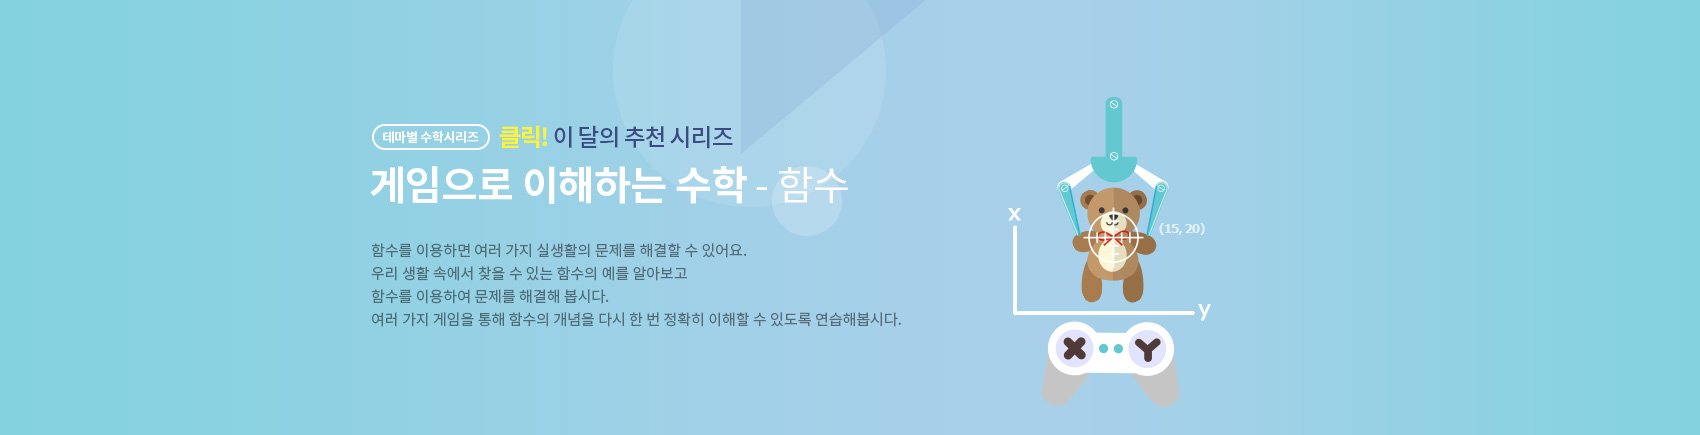 테마별 수학시리즈 클릭! 이 달의 추천 시리즈
게임으로 이해하는 수학 - 함수
함수를 이용하면 여러 가지 실생활의 문제를 해결할 수 있어요.
우리 생활 속에서 찾을 수 있는 함수의 예를 알아보고
함수를 이용하여 문제를 해결해 봅시다.
여러 가지 게임을 통해 함수의 개념을 다시 한 번 정확히 이해할 수 있도록 연습해봅시다.
x
(15, 20)
y
X Y